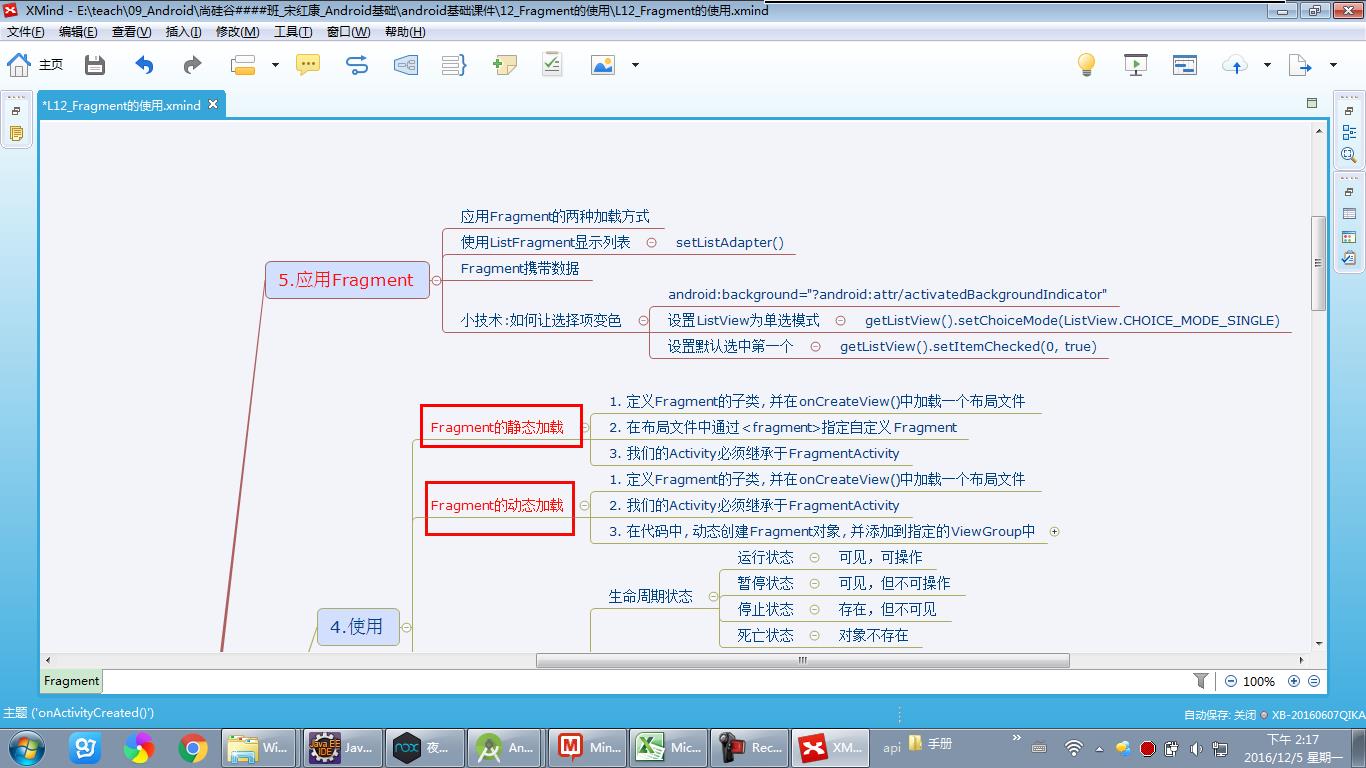 XMind - E:\teach\09_Android\尚硅谷####班_宋红康_Android基础\android基础课件\12_Fragment的使用\L12_Fragment的使用.xmind
文件(F) 编辑(E) 查看(V) 插入(I) 修改(M) 工具(T) 窗口(W) 帮助(H)
主页
*L12_Fragment的使用.xmind
5.应用Fragment
应用Fragment的两种加载方式
使用ListFragment显示列表 setListAdapter()
Fragment携带数据
小技术:如何让选择项变色
android:background="?android:attr/activatedBackgroundIndicator"
设置ListView为单选模式 getListView().setChoiceMode(ListView.CHOICE_MODE_SINGLE)
设置默认选中第一个 getListView().setItemChecked(0, true)
4.使用
Fragment的静态加载
1. 定义Fragment的子类,并在onCreateView()中加载一个布局文件
2. 在布局文件中通过<fragment>指定自定义Fragment
3. 我们的Activity必须继承于FragmentActivity
Fragment的动态加载
1. 定义Fragment的子类,并在onCreateView()中加载一个布局文件
2. 我们的Activity必须继承于FragmentActivity
3. 在代码中,动态创建Fragment对象,并添加到指定的ViewGroup中
生命周期状态
运行状态 可见，可操作
暂停状态 可见，但不可操作
停止状态 存在，但不可见
死亡状态 对象不存在
Fragment
100%
主题 ('onActivityCreated()')
自动保存: 关闭 XB-20160607QIKA
Wi... Jav... 夜... An... Min... Mic... Rec... XM... api 手册
下午 2:17
2016/12/5 星期一